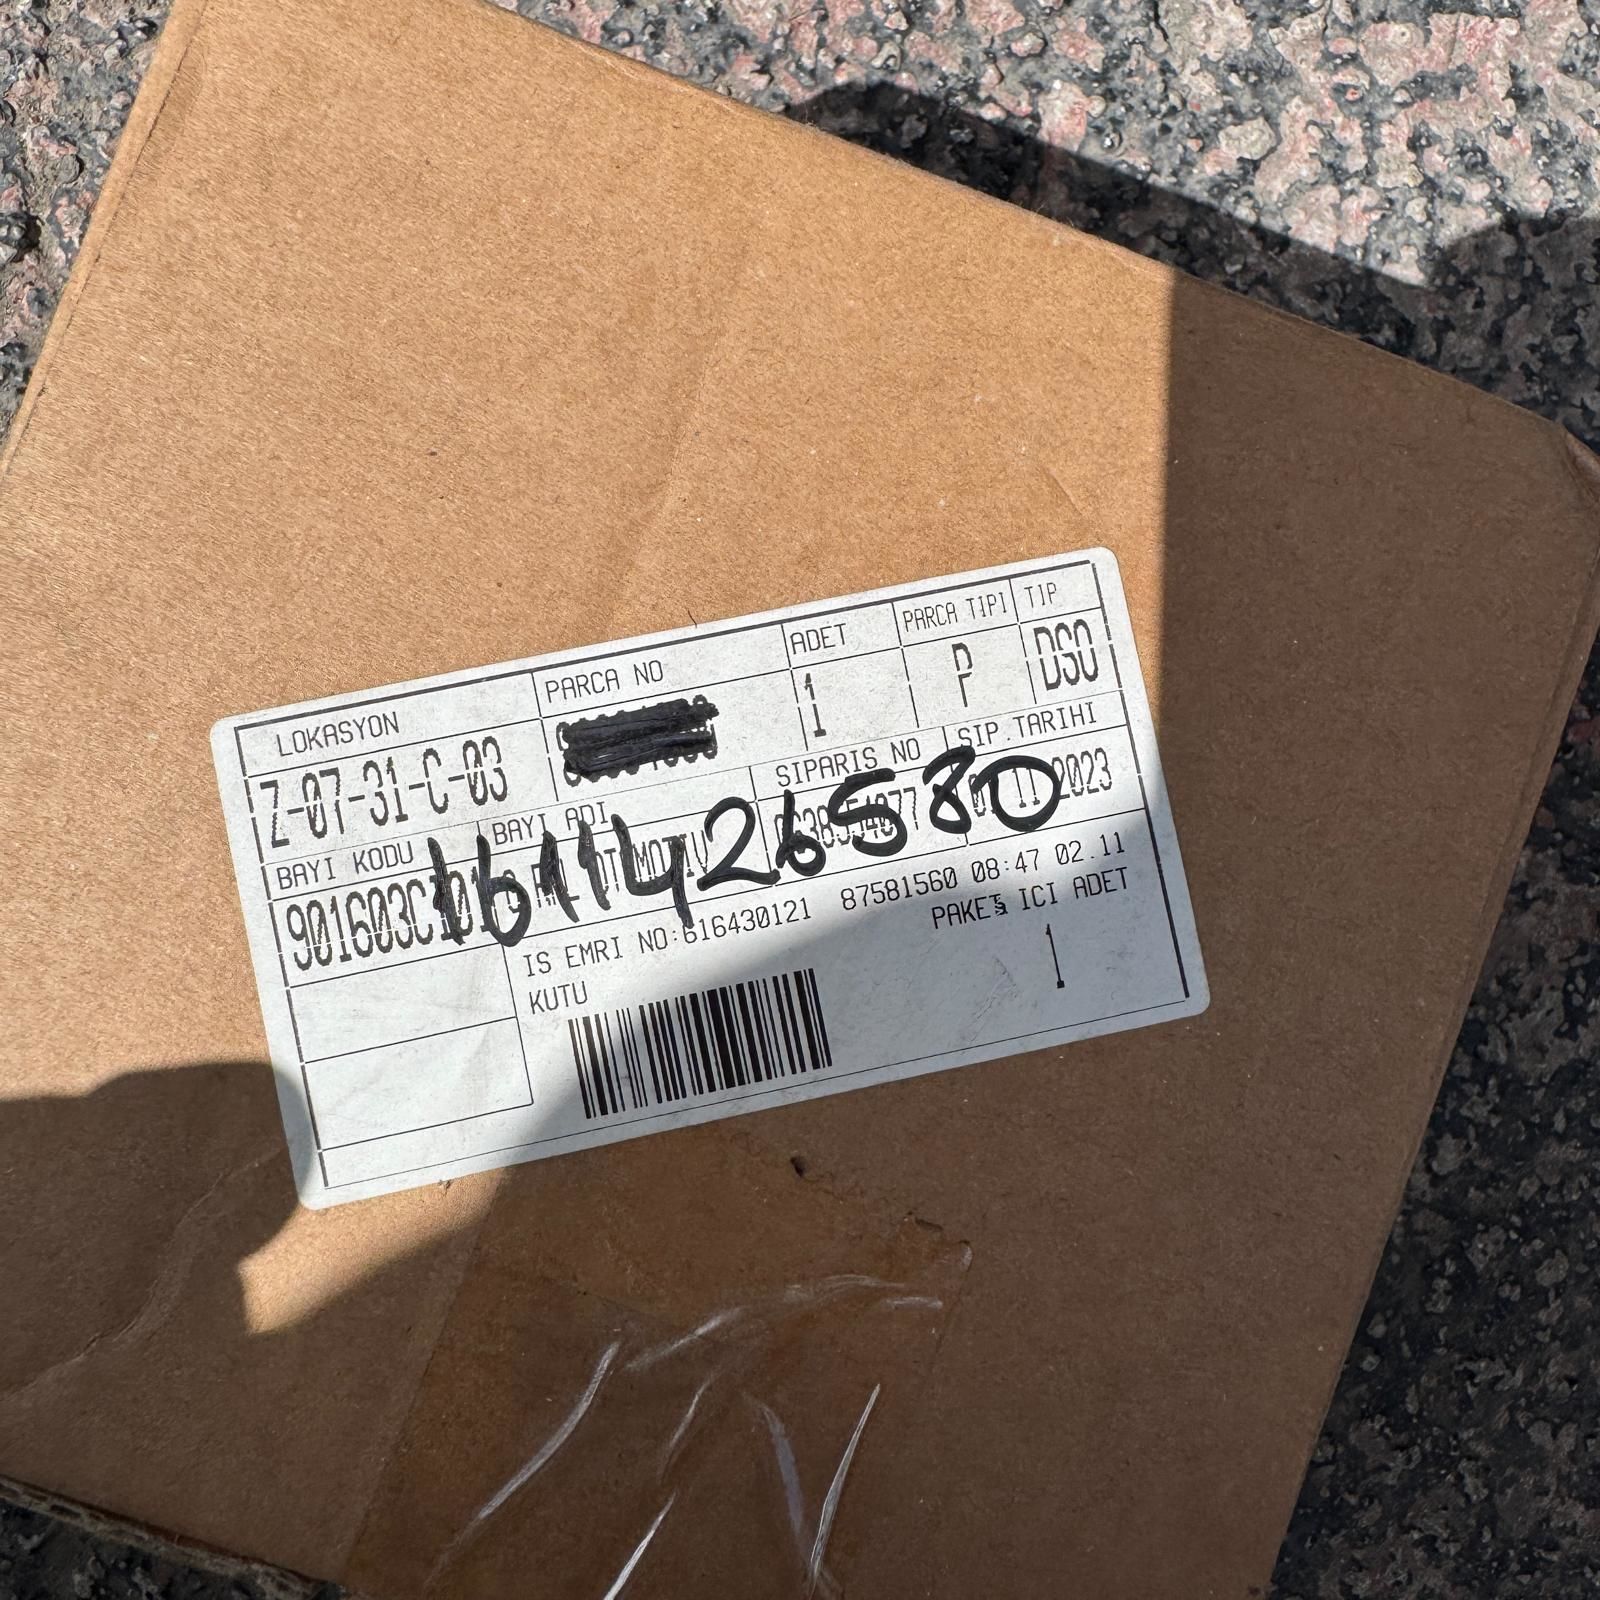 LOKASYON PARCA NO ADET PARCA TIPI TIP
Z-07-31-C-03 1 P DSO
BAYI KODU BAYI ADI SIPARIS NO SIP.TARIHI
1611426580
IS EMRI NO:616430121 87581560 08:47 02.11
KUTU PAKET ICI ADET
1